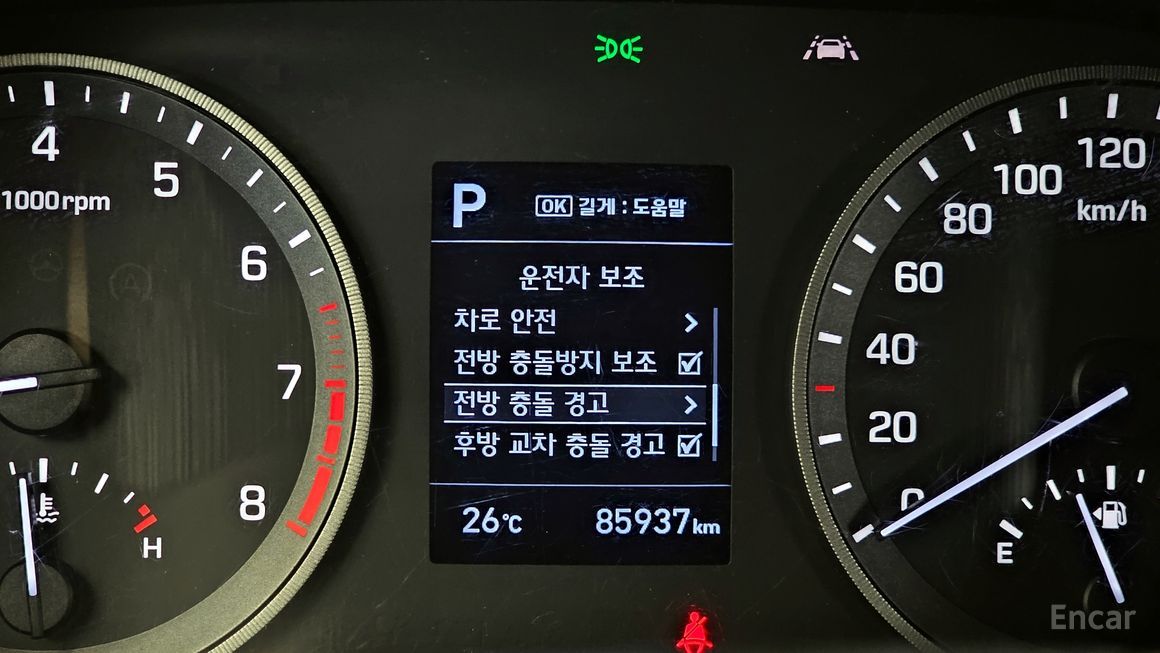 4
5
6
7
8
1000rpm
H
P
OK 길게 : 도움말
운전자 보조
차로 안전
전방 충돌방지 보조
전방 충돌 경고
후방 교차 충돌 경고
26°C 85937km
120
100
80
60
40
20
0
km/h
E
Encar